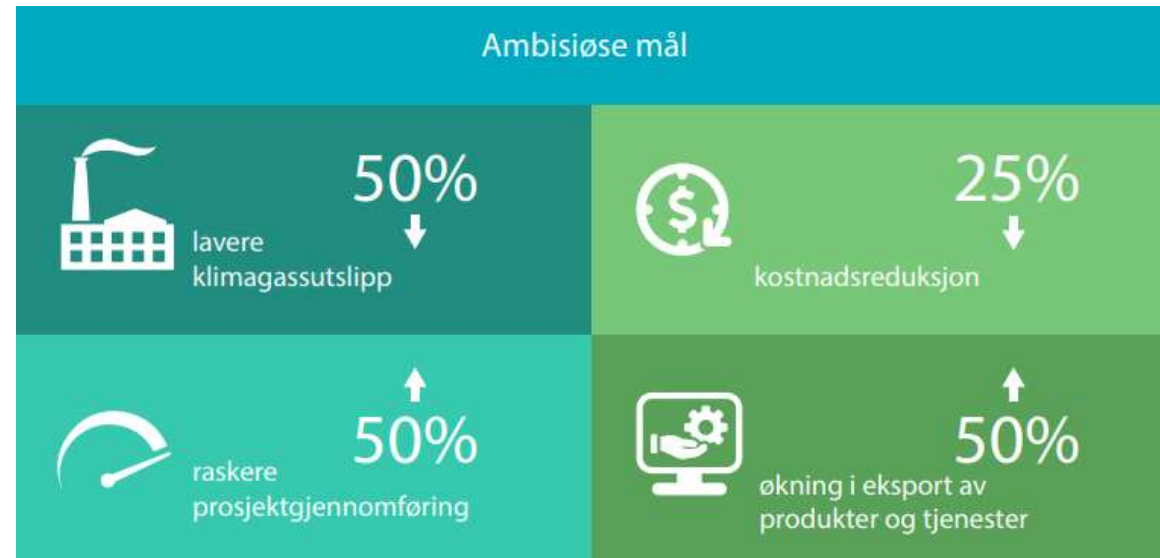 Ambisiøse mål
50%
lavere
klimagassutslipp
25%
kostnadsreduksjon
50%
raskere
prosjektgjennomføring
50%
økning i eksport av
produkter og tjenester